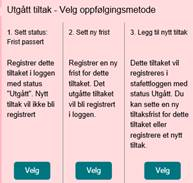 Utgått tiltak - Velg oppfølgingsmetode
1. Sett status:
Frist passert
Registrer dette
tiltaket i loggen
med status
"Utgått". Nytt
tiltak vil ikke bli
registrert
Velg
2. Sett ny frist
Registrer en ny
frist for dette
tiltaket. Det
utgåtte tiltaket
vil bli registrert
i loggen.
Velg
3. Legg til nytt tiltak
Dette tiltaket vil
registreres i
stafettloggen med
status Utgått. Du
kan sette en ny
tiltaksfrist for dette
tiltaket eller
registrere et nytt
tiltak.
Velg